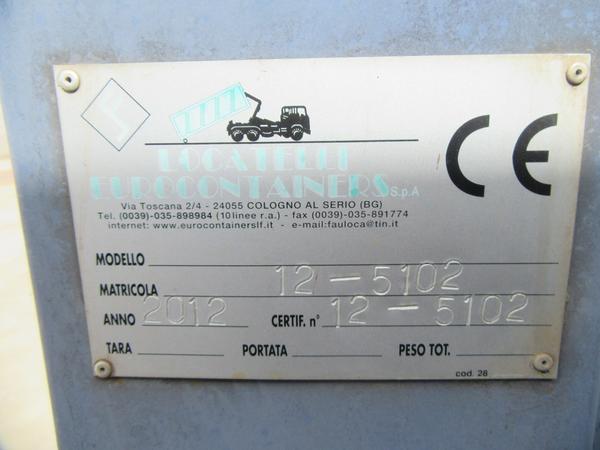 LOCATELLI
EUROCONTAINERS S.p.A
Via Toscana 2/4 - 24055 COLOGNO AL SERIO (BG)
Tel. (0039)-035-898984 (10 linee r.a.) - fax (0039)-035-891774
internet: www.eurocontainerslf.it - e-mail:fauloca@tin.it
CE
MODELLO
MATRICOLA 12-5102
ANNO 2012 CERTIF. n° 12-5102
TARA PORTATA PESO TOT.
cod. 28